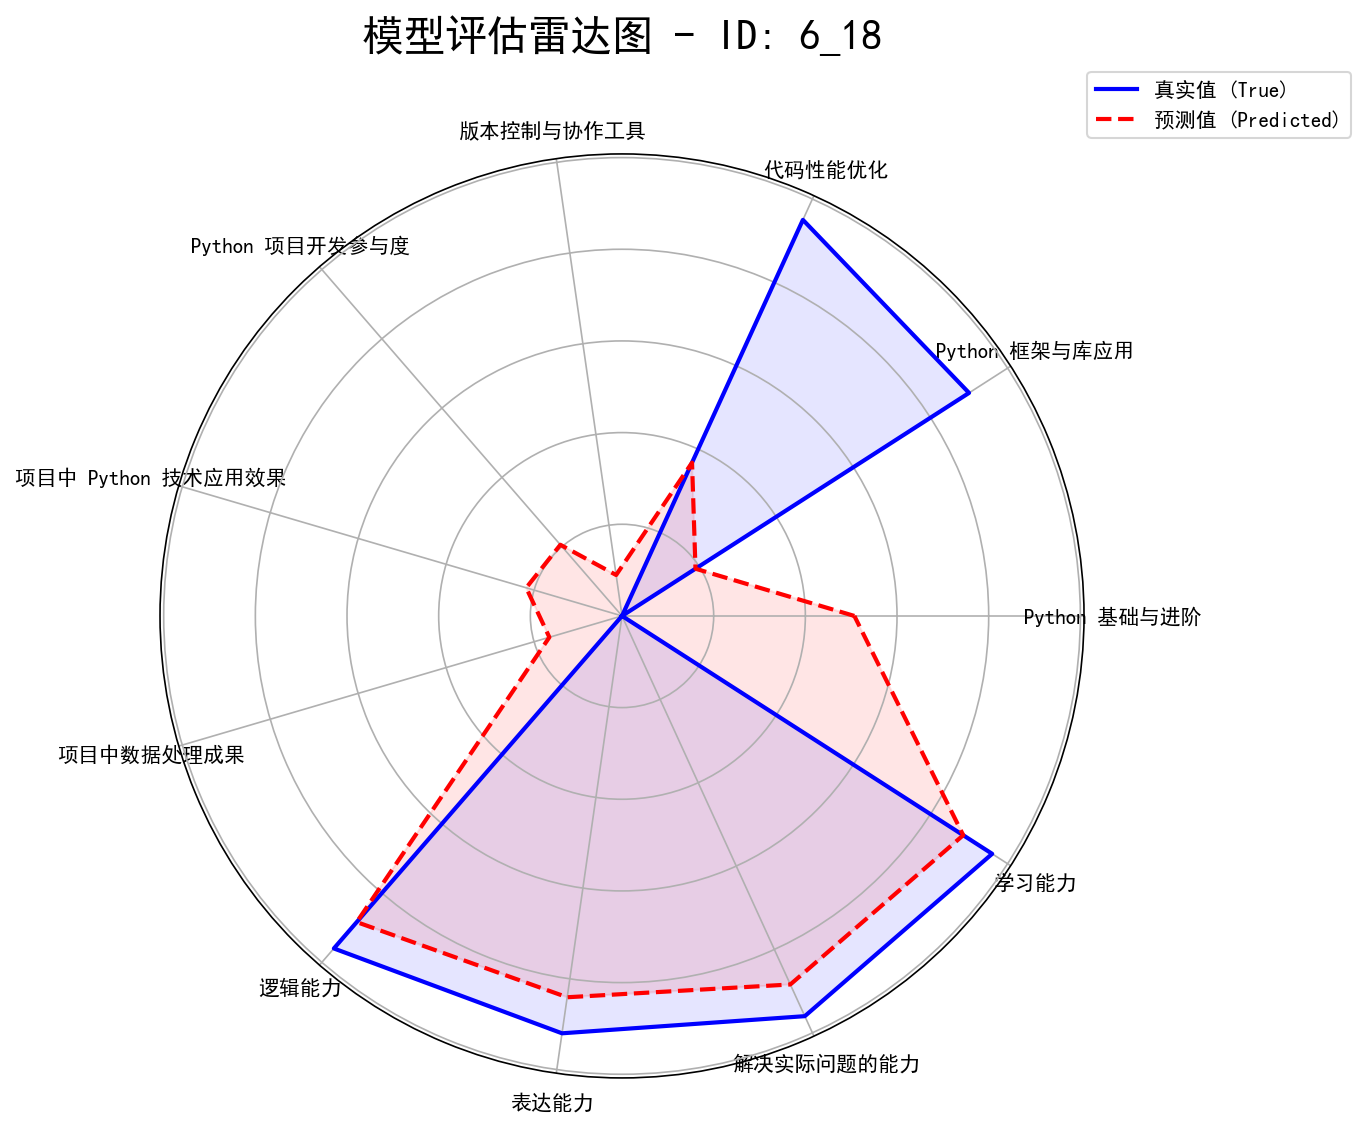 模型评估雷达图 - ID: 6_18
真实值 (True)
预测值 (Predicted)
版本控制与协作工具
代码性能优化
Python 项目开发参与度
Python 框架与库应用
项目中 Python 技术应用效果
Python 基础与进阶
项目中数据处理成果
学习能力
逻辑能力
解决实际问题的能力
表达能力